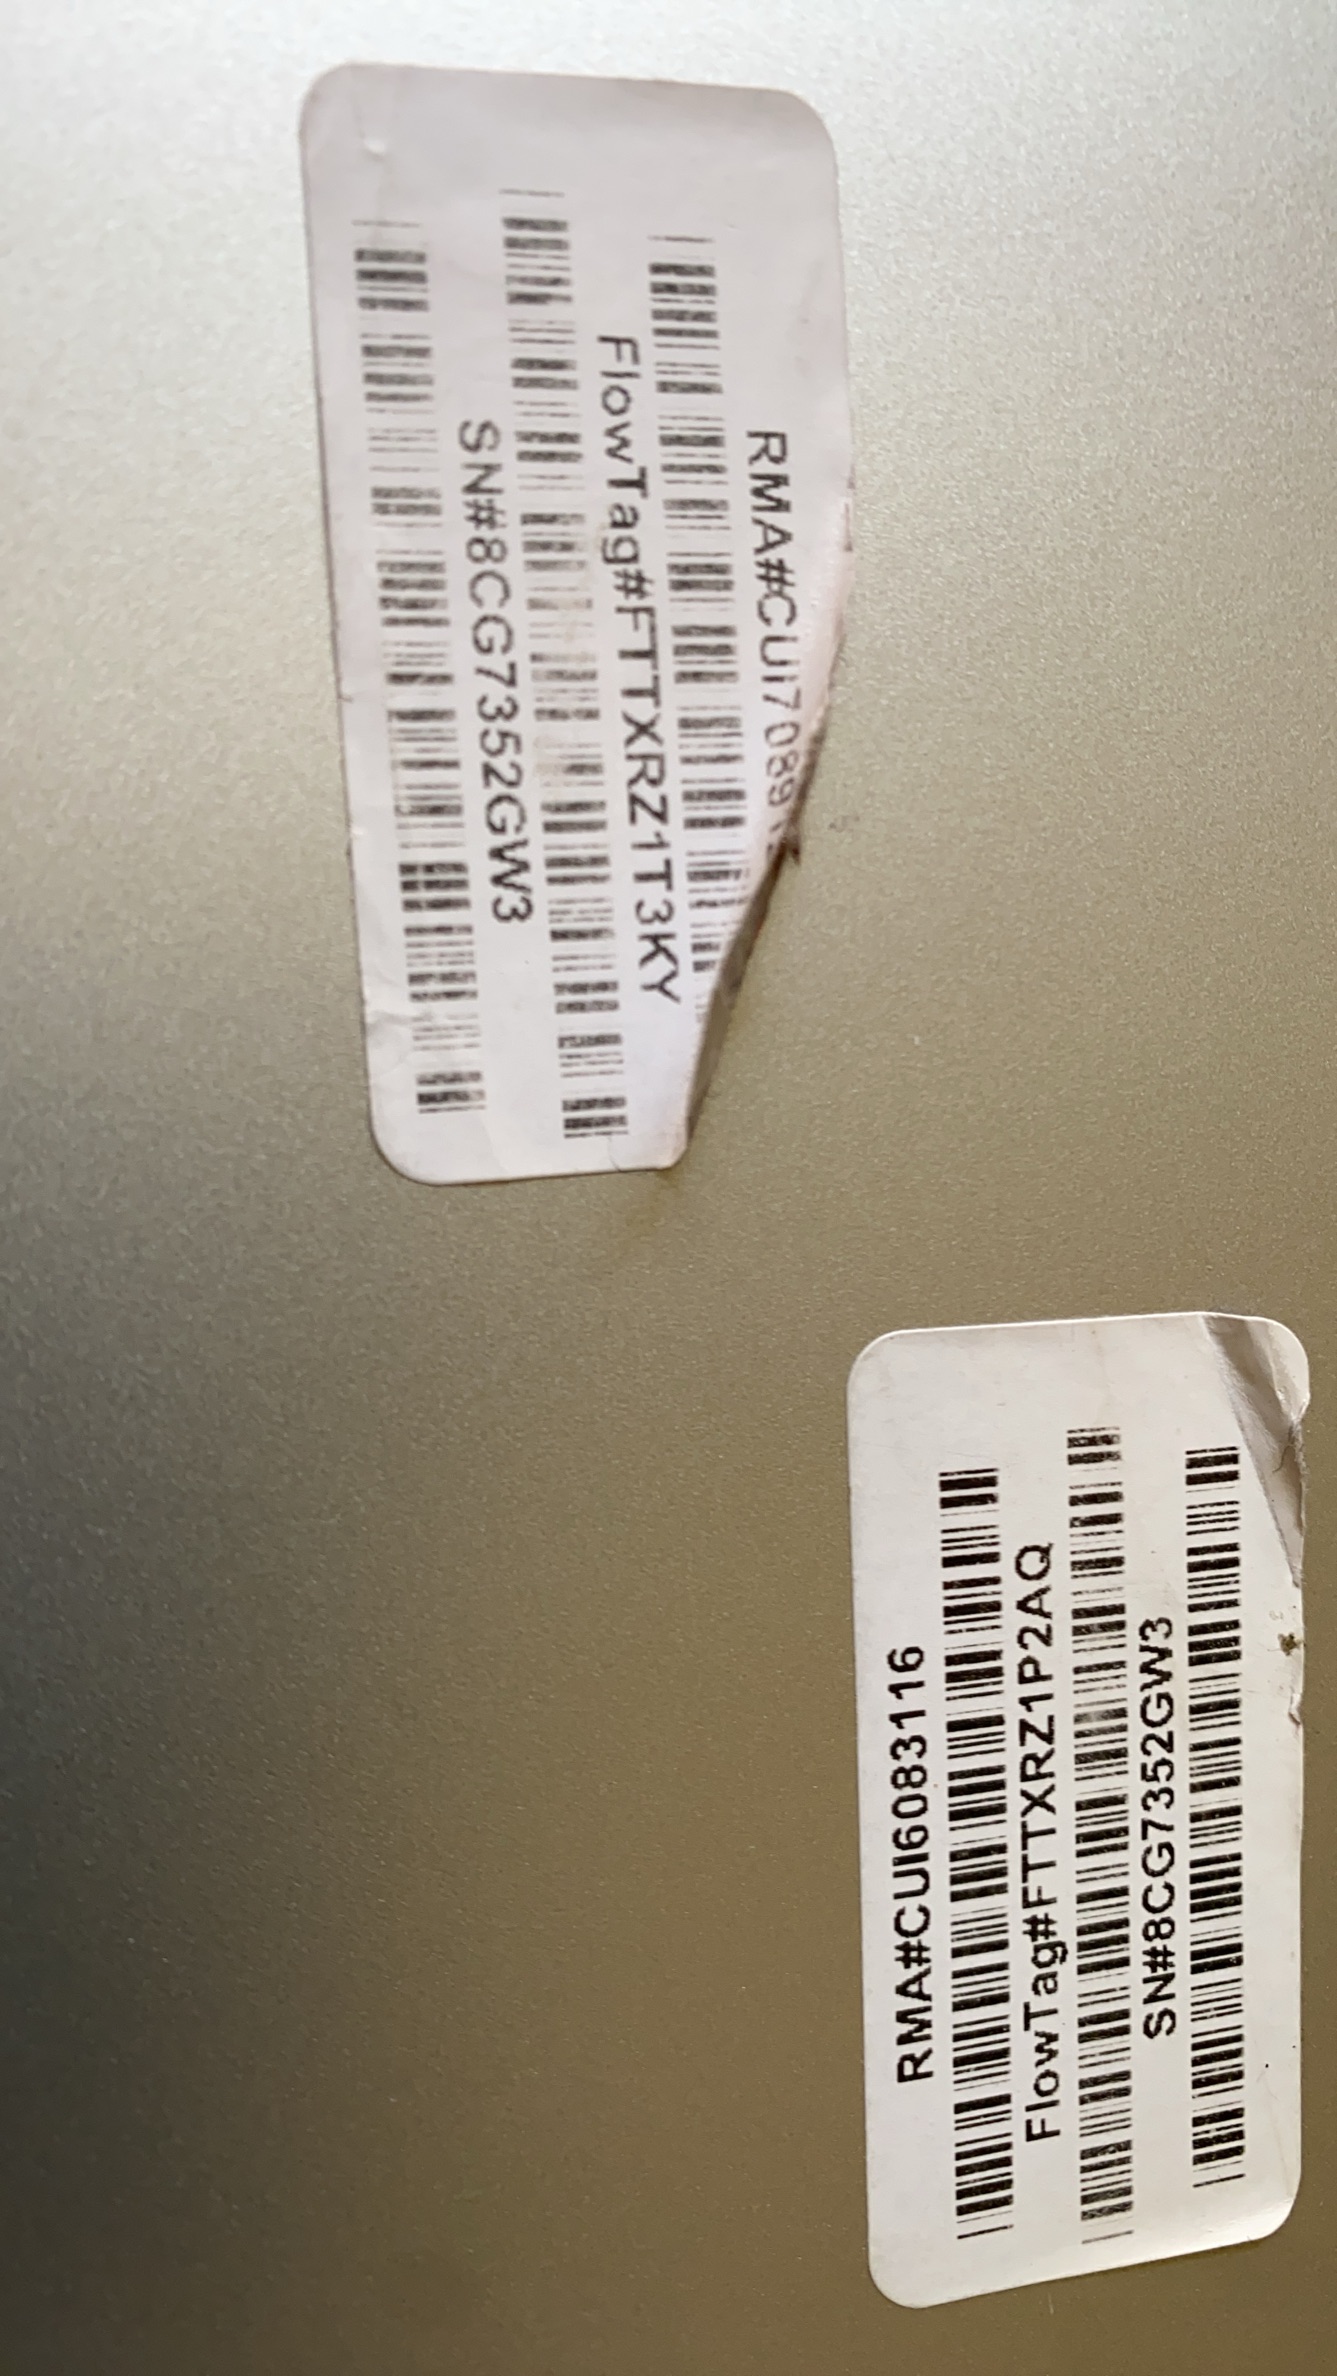 RMA#CUI7089
FlowTag#FTTXRZ1T3KY
SN#8CG7352GW3
RMA#CUI6083116
FlowTag#FTTXRZ1P2AQ
SN#8CG7352GW3